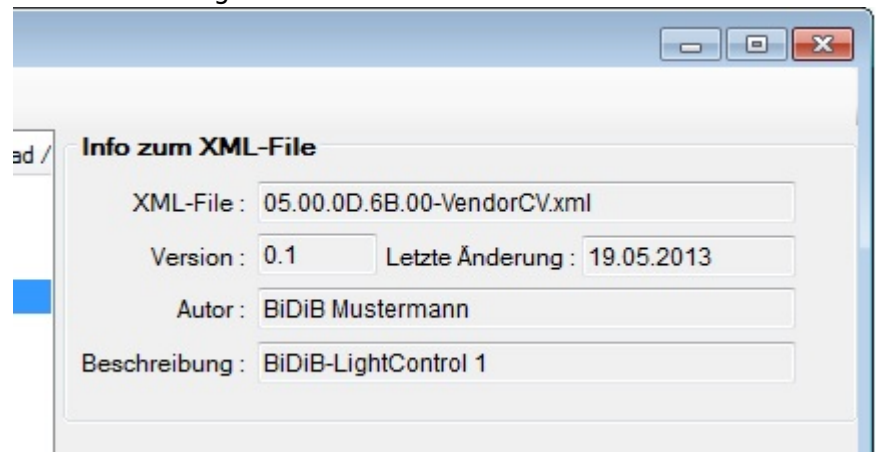 ad /
Info zum XML-File
XML-File : 05.00.0D.6B.00-VendorCV.xml
Version : 0.1 Letzte Änderung : 19.05.2013
Autor : BiDiB Mustermann
Beschreibung : BiDiB-LightControl 1